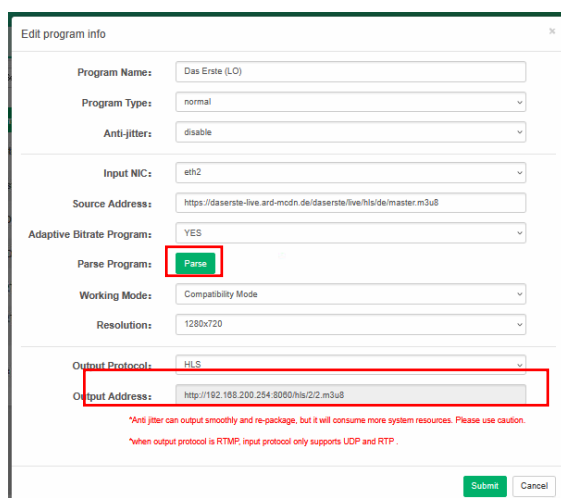 Edit program info
×
Program Name: Das Erste (LO)
Program Type: normal
Anti-jitter: disable
Input NIC: eth2
Source Address: https://daserste-live.ard-mcdn.de/daserste/live/hls/de/master.m3u8
Adaptive Bitrate Program: YES
Parse Program: Parse
Working Mode: Compatibility Mode
Resolution: 1280x720
Output Protocol: HLS
Output Address: http://192.168.200.254:8060/hls/2/2.m3u8
*Anti jitter can output smoothly and re-package, but it will consume more system resources. Please use caution.
*when output protocol is RTMP, input protocol only supports UDP and RTP .
Submit Cancel